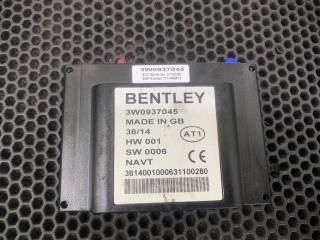 3W0937045
BENTLEY
3W0937045
MADE IN GB
36/14
AT1
HW 001
SW 0006
NAVT
CE
3614001000631100280